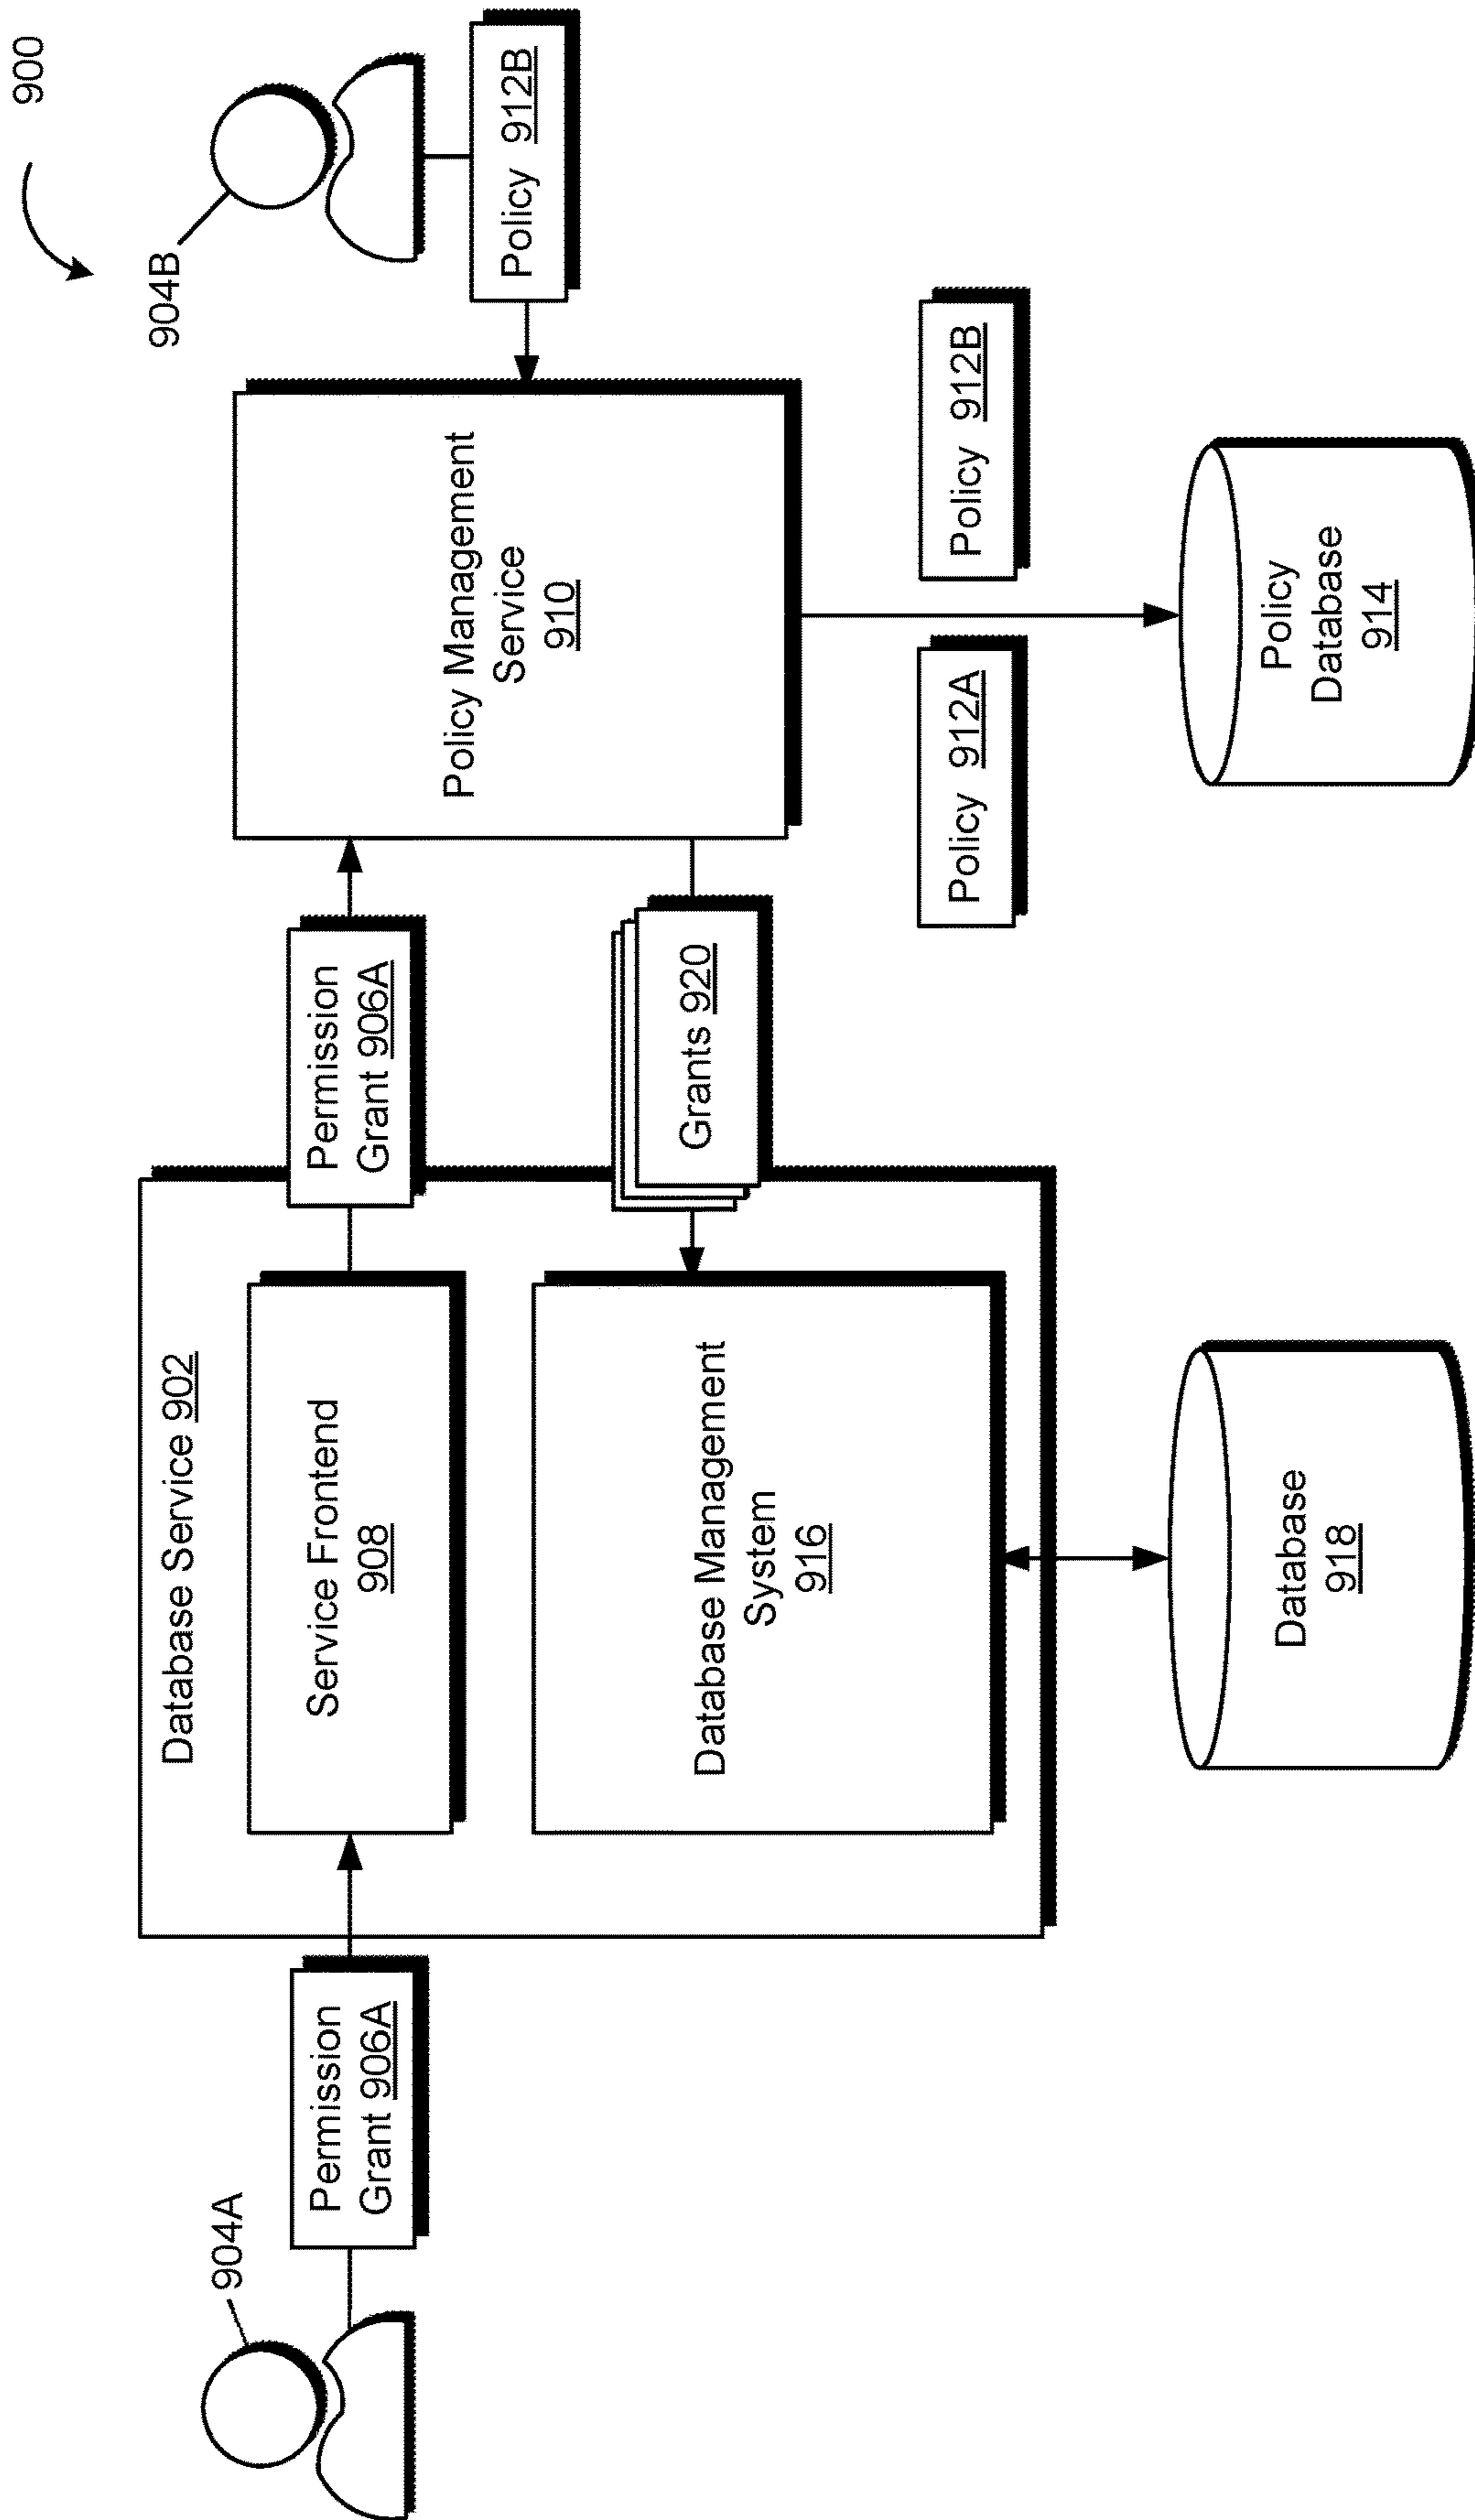 900
904A
904B
Permission
Grant 906A
Database Service 902
Service Frontend
908
Permission
Grant 906A
Policy Management
Service
910
Policy 912B
Database Management
System
916
Grants 920
Policy 912A
Policy 912B
Database
918
Policy
Database
914